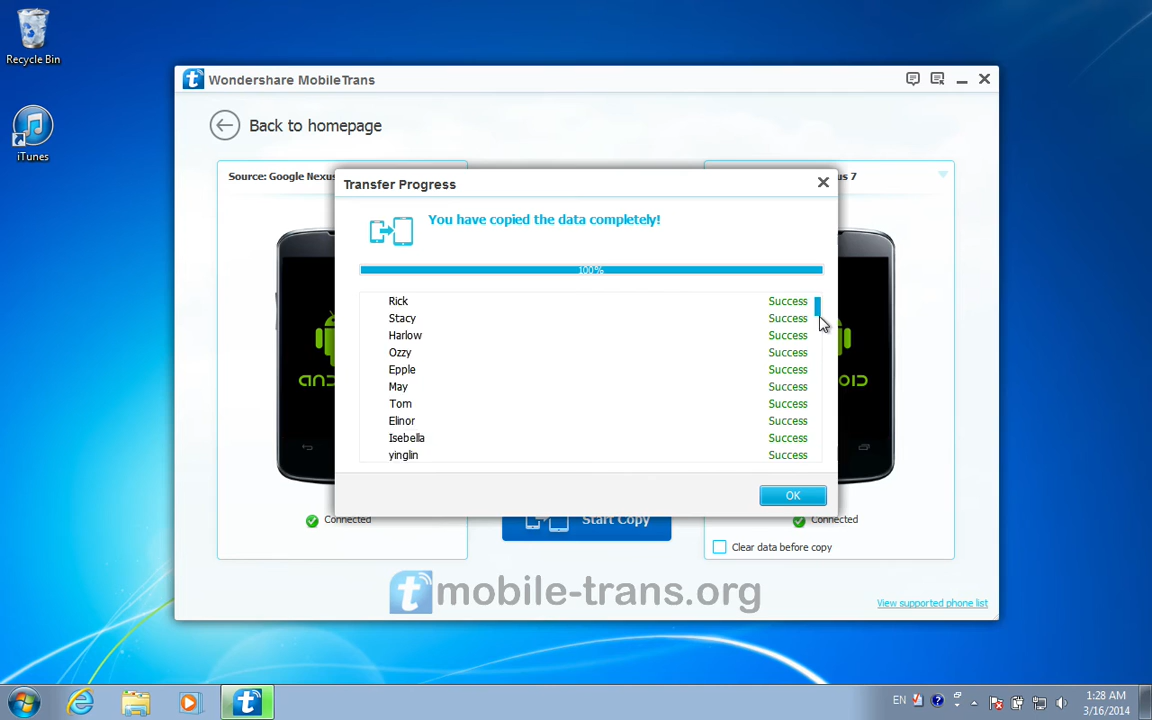 Recycle Bin
iTunes
Wondershare MobileTrans
Back to homepage
Source: Google Nexus
us 7
Transfer Progress
You have copied the data completely!
100%
Rick Success
Stacy Success
Harlow Success
Ozzy Success
Epple Success
May Success
Tom Success
Elinor Success
Isebella Success
yinglin Success
OK
Connected
Start Copy
Connected
Clear data before copy
mobile-trans.org
View supported phone list
EN
1:28 AM
3/16/2014